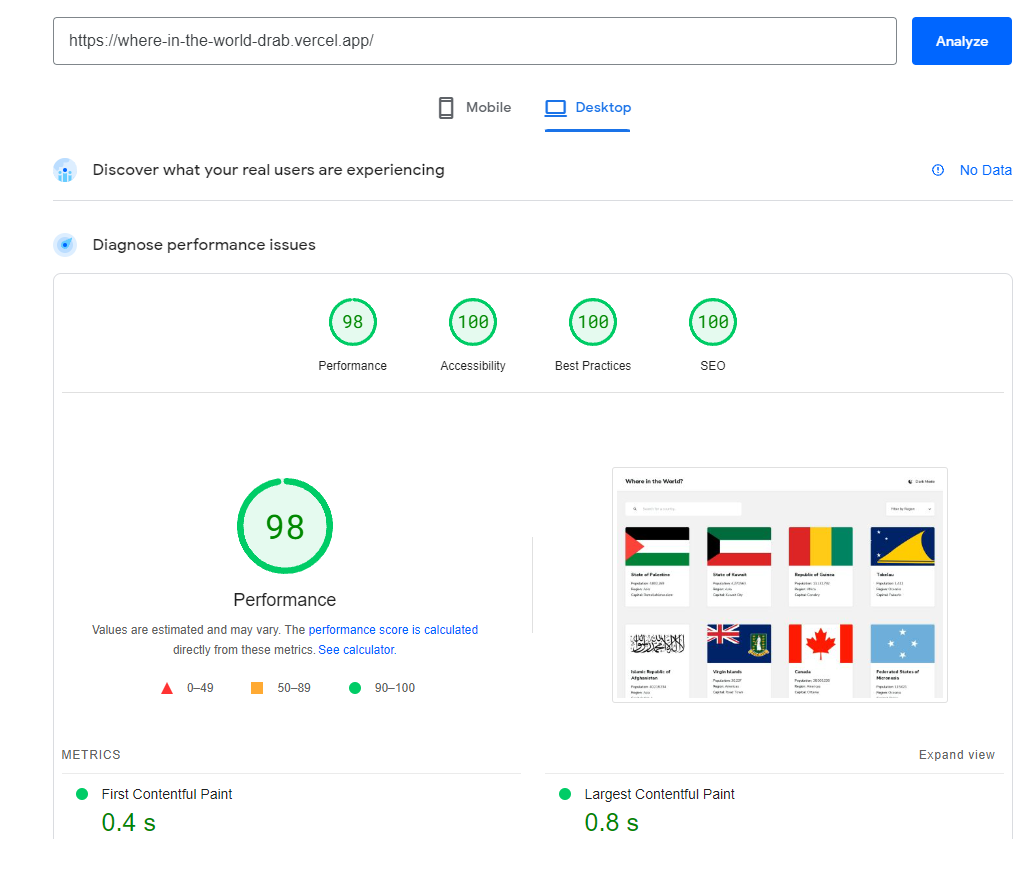 https://where-in-the-world-drab.vercel.app/
Analyze
Mobile
Desktop
Discover what your real users are experiencing
No Data
Diagnose performance issues
98
100
100
100
Performance
Accessibility
Best Practices
SEO
98
Performance
Values are estimated and may vary. The performance score is calculated
directly from these metrics. See calculator.
0–49
50–89
90–100
Where in the World?
Dark Mode
Filter by Region
State of Palestine
State of Kuwait
Republic of Guinea
Tokelau
Islamic Republic of
Afghanistan
Virgin Islands
Canada
Federated States of
Micronesia
METRICS
Expand view
First Contentful Paint
Largest Contentful Paint
0.4 s
0.8 s